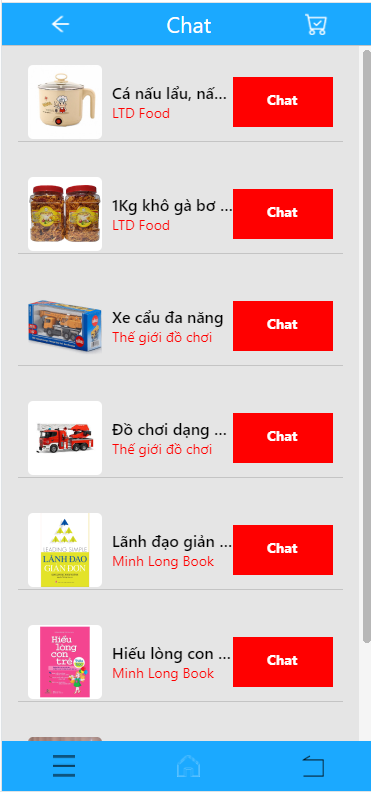 Chat
Cá nấu lẩu, nấ...
LTD Food
Chat
1Kg khô gà bơ ...
LTD Food
Chat
Xe cẩu đa năng
Thế giới đồ chơi
Chat
Đồ chơi dạng ...
Thế giới đồ chơi
Chat
LEADING SIMPLE
LÃNH ĐẠO
GIẢN ĐƠN
Lãnh đạo giản ...
Minh Long Book
Chat
Hiểu
lòng
con
trẻ
Hiểu lòng con ...
Minh Long Book
Chat